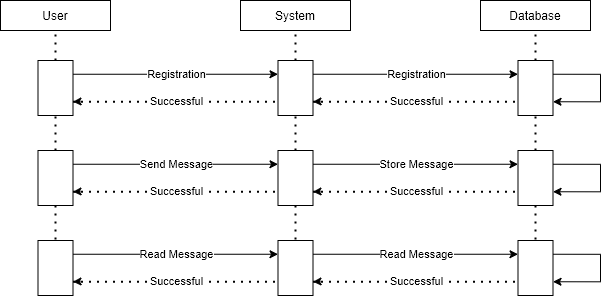 User
System
Database
Registration
Registration
Successful
Successful
Send Message
Store Message
Successful
Successful
Read Message
Read Message
Successful
Successful